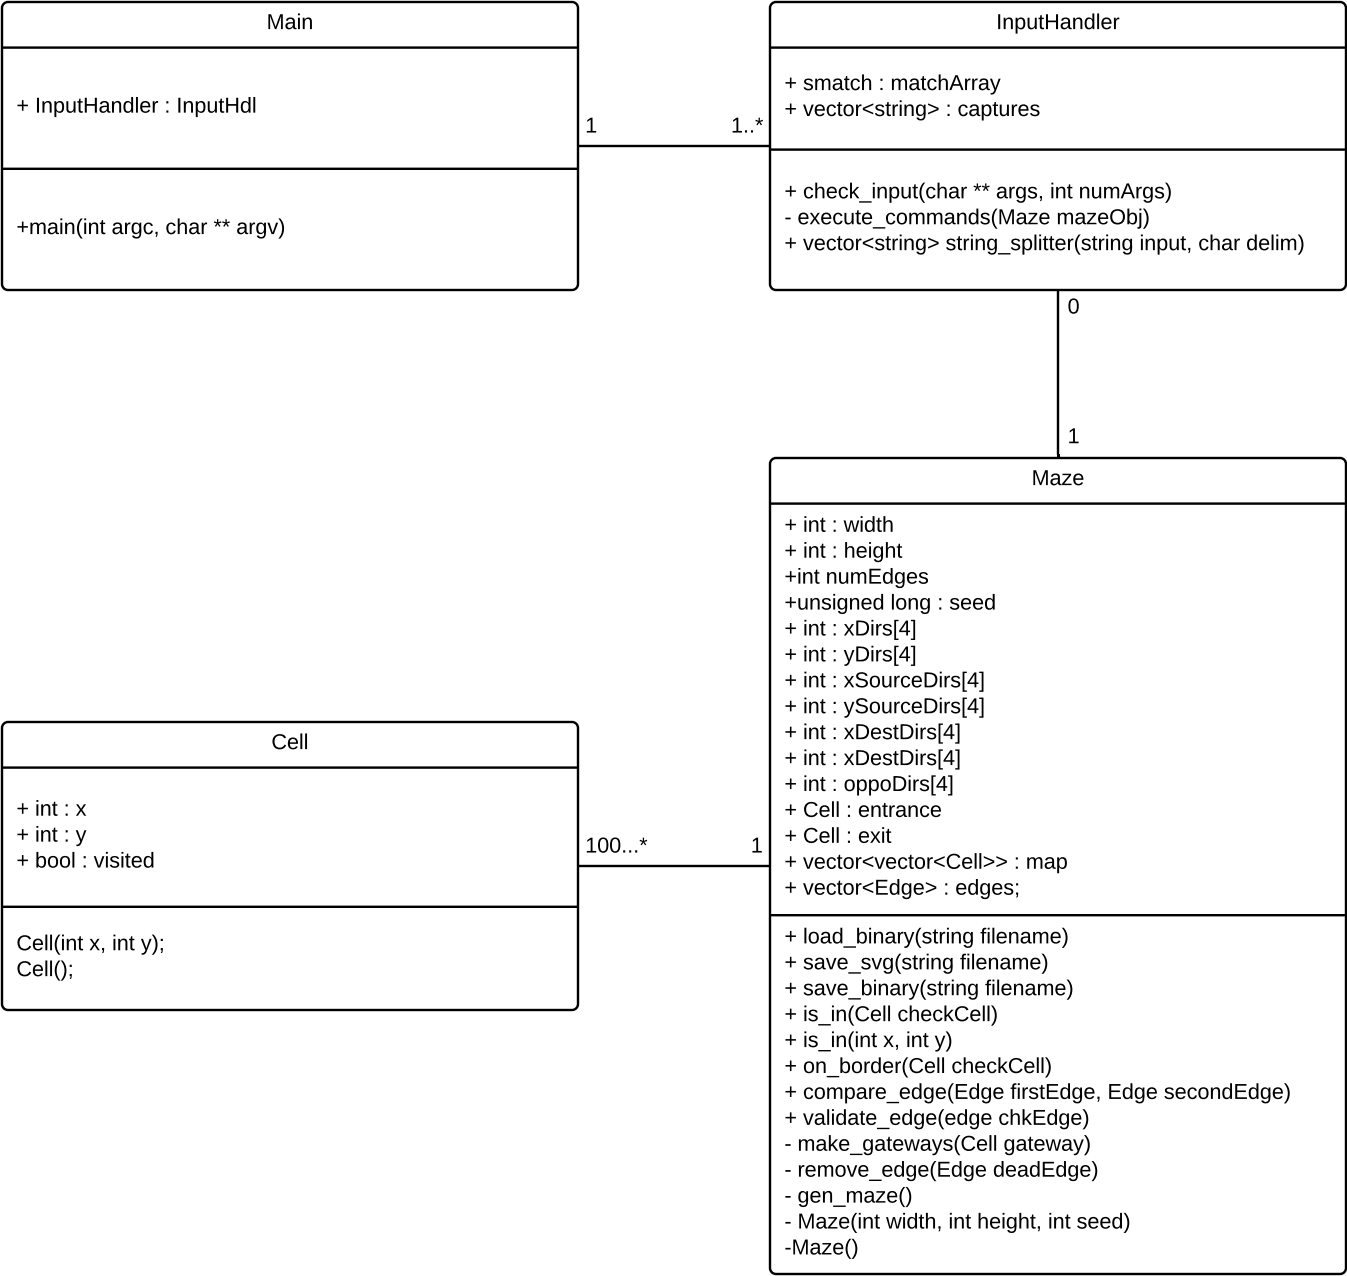 Main
+ InputHandler : InputHdl
+main(int argc, char ** argv)
1
1..*
InputHandler
+ smatch : matchArray
+ vector<string> : captures
+ check_input(char ** args, int numArgs)
- execute_commands(Maze mazeObj)
+ vector<string> string_splitter(string input, char delim)
0
1
Maze
+ int : width
+ int : height
+int numEdges
+unsigned long : seed
+ int : xDirs[4]
+ int : yDirs[4]
+ int : xSourceDirs[4]
+ int : ySourceDirs[4]
+ int : xDestDirs[4]
+ int : xDestDirs[4]
+ int : oppoDirs[4]
+ Cell : entrance
+ Cell : exit
+ vector<vector<Cell>> : map
+ vector<Edge> : edges;
+ load_binary(string filename)
+ save_svg(string filename)
+ save_binary(string filename)
+ is_in(Cell checkCell)
+ is_in(int x, int y)
+ on_border(Cell checkCell)
+ compare_edge(Edge firstEdge, Edge secondEdge)
+ validate_edge(edge chkEdge)
- make_gateways(Cell gateway)
- remove_edge(Edge deadEdge)
- gen_maze()
- Maze(int width, int height, int seed)
-Maze()
Cell
+ int : x
+ int : y
+ bool : visited
Cell(int x, int y);
Cell();
100...*
1